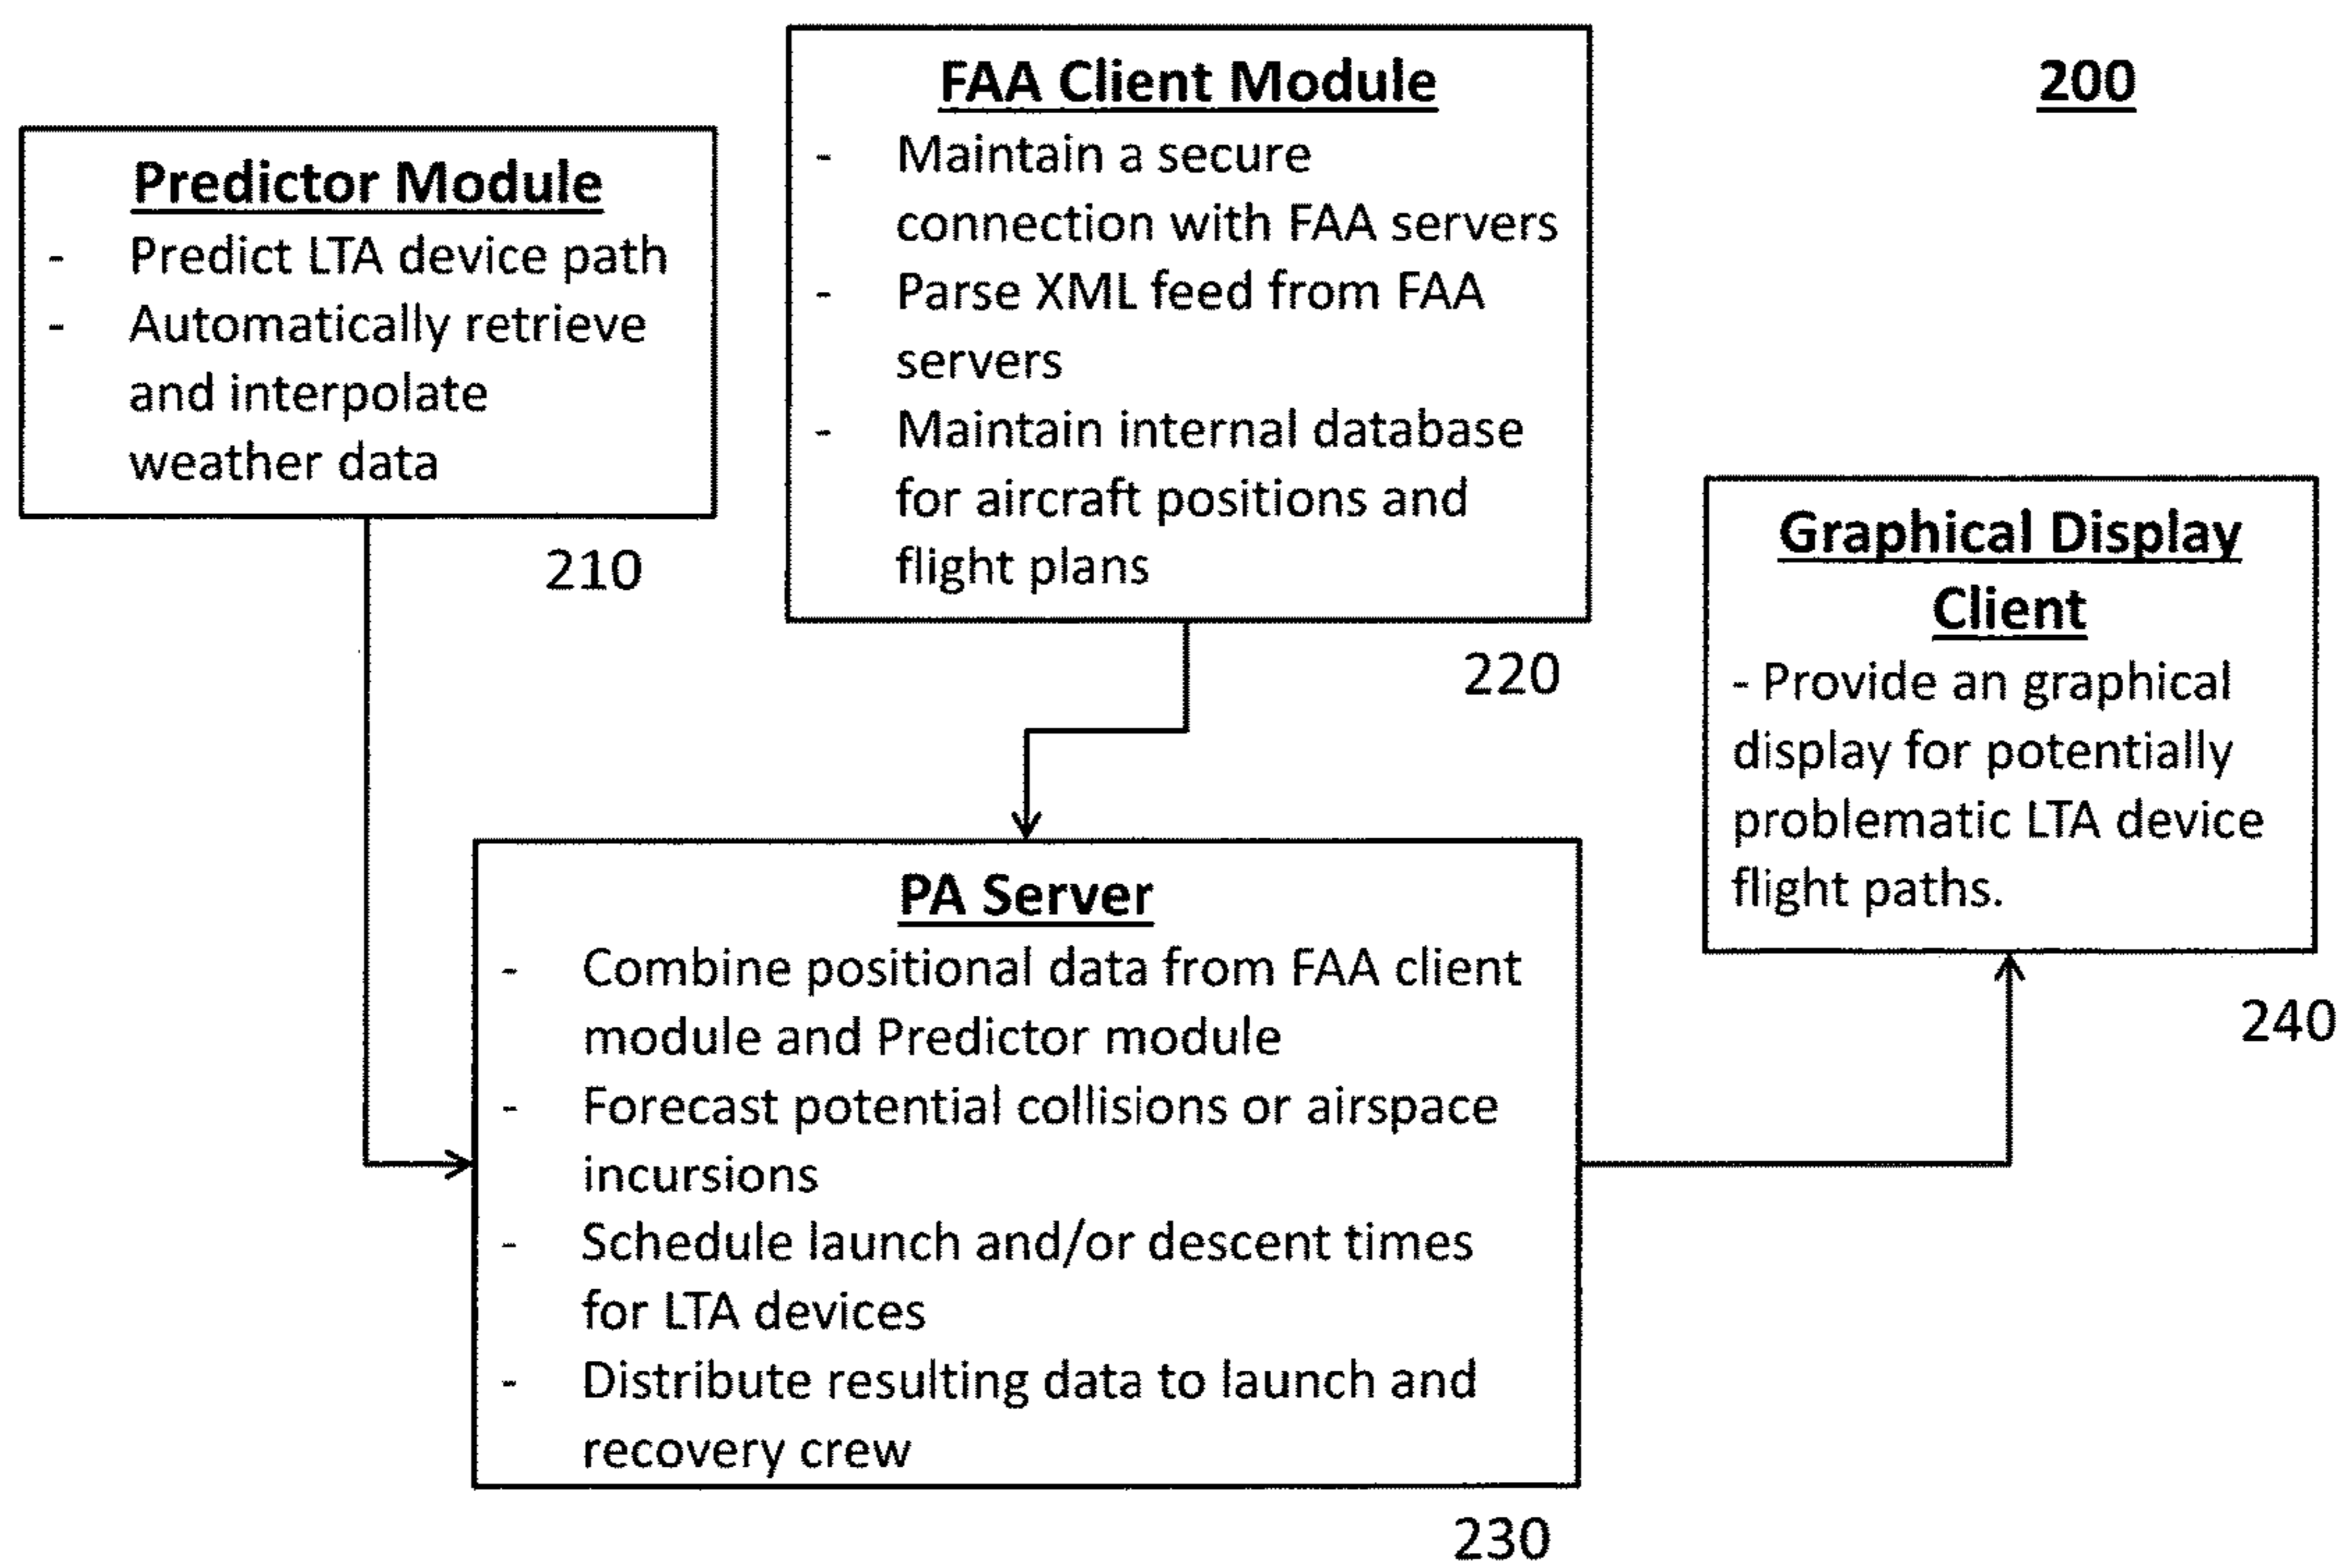 200
Predictor Module
- Predict LTA device path
- Automatically retrieve
and interpolate
weather data
210
FAA Client Module
- Maintain a secure
connection with FAA servers
- Parse XML feed from FAA
servers
- Maintain internal database
for aircraft positions and
flight plans
220
PA Server
- Combine positional data from FAA client
module and Predictor module
- Forecast potential collisions or airspace
incursions
- Schedule launch and/or descent times
for LTA devices
- Distribute resulting data to launch and
recovery crew
230
Graphical Display
Client
- Provide an graphical
display for potentially
problematic LTA device
flight paths.
240